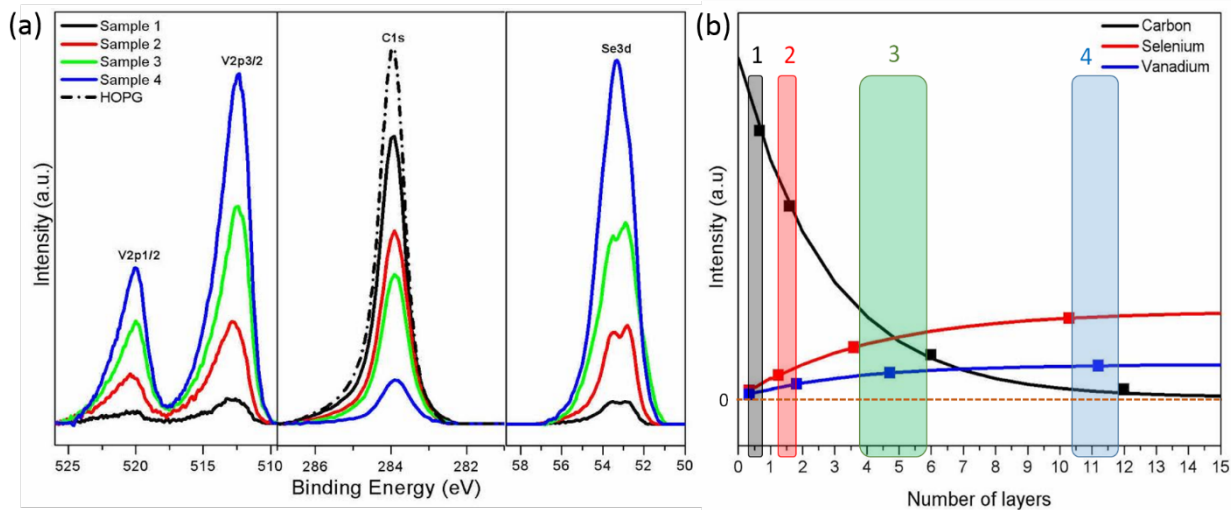 (a)
Sample 1
Sample 2
Sample 3
Sample 4
HOPG
V2p1/2
V2p3/2
C1s
Se3d
Intensity (a.u.)
525 520 515 510 286 284 282 58 56 54 52 50
Binding Energy (eV)
(b)
Carbon
Selenium
Vanadium
1 2 3 4
Intensity (a.u)
0
0 1 2 3 4 5 6 7 8 9 10 11 12 13 14 15
Number of layers